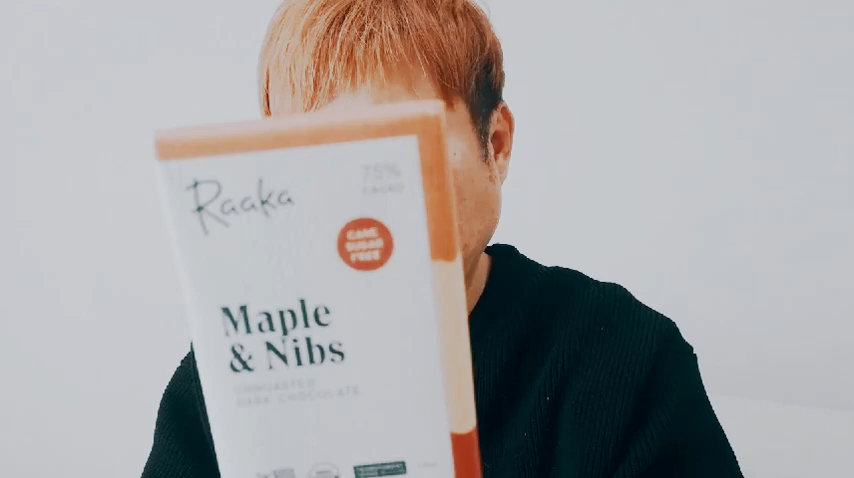 Raaka
75%
CACAO
CANE
SUGAR
FREE
Maple
& Nibs
UNROASTED
DARK CHOCOLATE